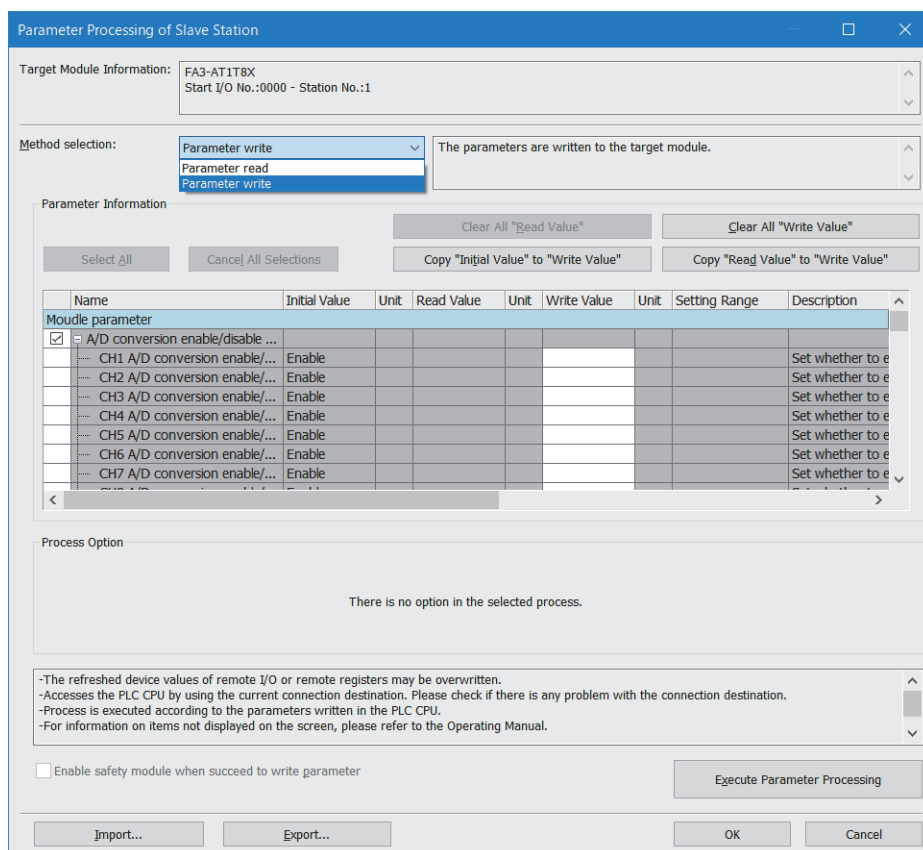 Parameter Processing of Slave Station
Target Module Information:
FA3-AT1T8X
Start I/O No.:0000 - Station No.:1
Method selection:
Parameter write
The parameters are written to the target module.
Parameter read
Parameter write
Parameter Information
Clear All "Read Value"
Clear All "Write Value"
Select All
Cancel All Selections
Copy "Initial Value" to "Write Value"
Copy "Read Value" to "Write Value"
Name Initial Value Unit Read Value Unit Write Value Unit Setting Range Description
Moudle parameter
A/D conversion enable/disable ...
CH1 A/D conversion enable/... Enable Set whether to e
CH2 A/D conversion enable/... Enable Set whether to e
CH3 A/D conversion enable/... Enable Set whether to e
CH4 A/D conversion enable/... Enable Set whether to e
CH5 A/D conversion enable/... Enable Set whether to e
CH6 A/D conversion enable/... Enable Set whether to e
CH7 A/D conversion enable/... Enable Set whether to e
Process Option
There is no option in the selected process.
-The refreshed device values of remote I/O or remote registers may be overwritten.
-Accesses the PLC CPU by using the current connection destination. Please check if there is any problem with the connection destination.
-Process is executed according to the parameters written in the PLC CPU.
-For information on items not displayed on the screen, please refer to the Operating Manual.
Enable safety module when succeed to write parameter
Execute Parameter Processing
Import...
Export...
OK
Cancel